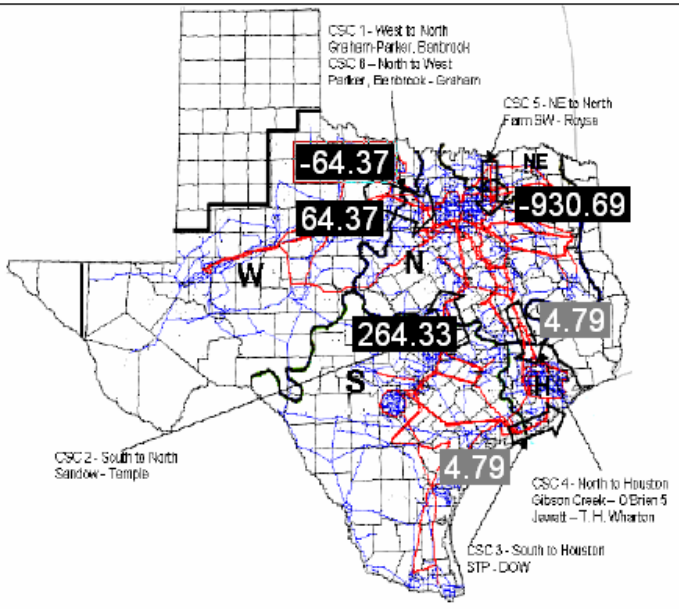 CSC 1 - West to North
Graham-Parker, Benbrook
CSC 6 – North to West
Parker, Benbrook - Graham
CSC 5 - NE to North
Farm SW - Royse
NE
-64.37
-930.69
64.37
N
W
4.79
264.33
S
H
CSC 2 - South to North
Sandow - Temple
4.79
CSC 4 - North to Houston
Gibson Creek – O'Brien 5
Jewett – T. H. Wharton
CSC 3 - South to Houston
STP - DOW